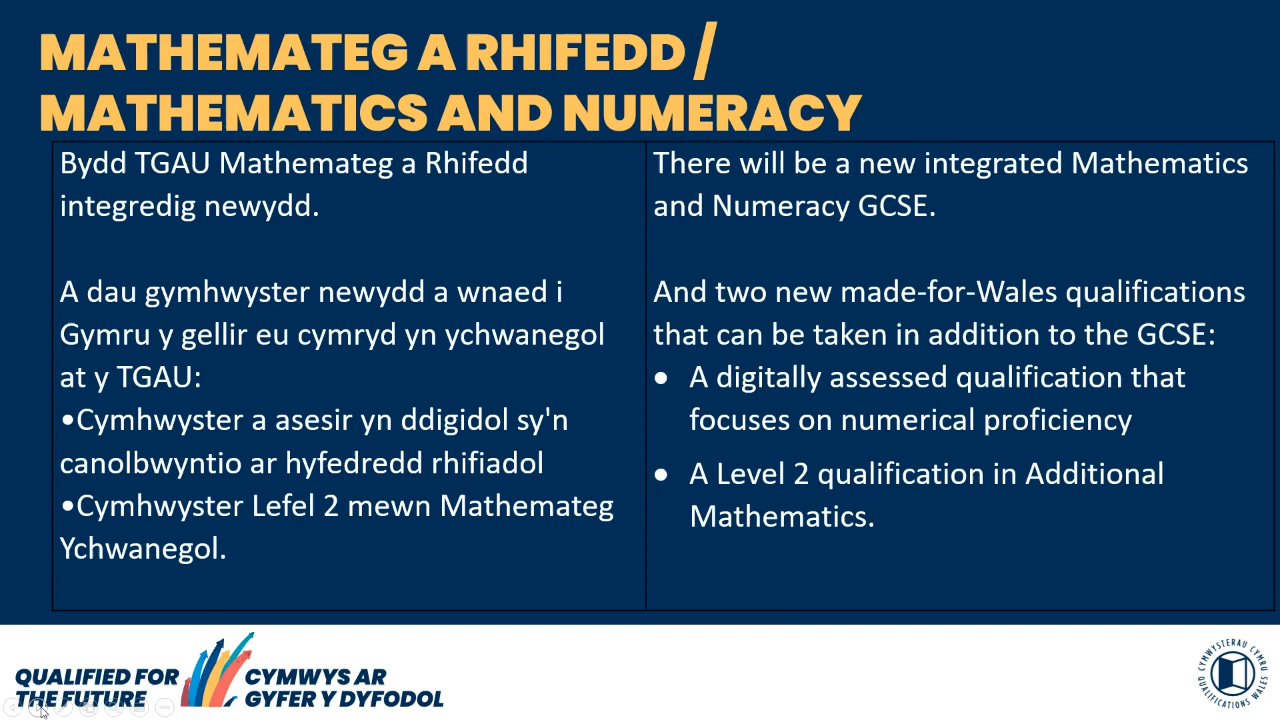 MATHEMATEG A RHIFEDD /
MATHEMATICS AND NUMERACY
Bydd TGAU Mathemateg a Rhifedd
integredig newydd.
A dau gymhwyster newydd a wnaed i
Gymru y gellir eu cymryd yn ychwanegol
at y TGAU:
•Cymhwyster a asesir yn ddigidol sy'n
canolbwyntio ar hyfedredd rhifiadol
•Cymhwyster Lefel 2 mewn Mathemateg
Ychwanegol.
There will be a new integrated Mathematics
and Numeracy GCSE.
And two new made-for-Wales qualifications
that can be taken in addition to the GCSE:
• A digitally assessed qualification that
focuses on numerical proficiency
• A Level 2 qualification in Additional
Mathematics.
QUALIFIED FOR
THE FUTURE
CYMWYS AR
GYFER Y DYFODOL
CYMWYSTERAU CYMRU
QUALIFICATIONS WALES